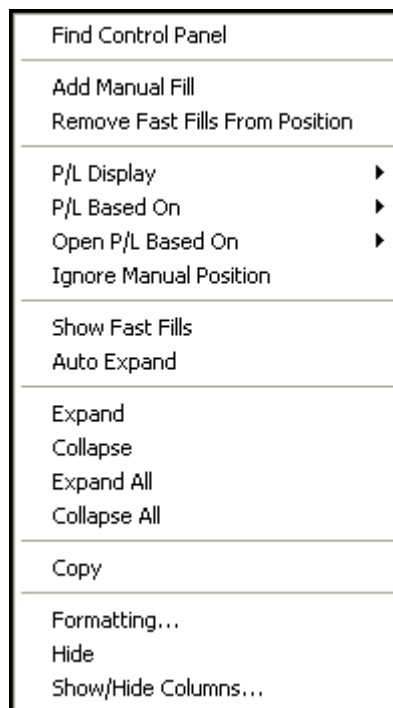 Find Control Panel
Add Manual Fill
Remove Fast Fills From Position
P/L Display
P/L Based On
Open P/L Based On
Ignore Manual Position
Show Fast Fills
Auto Expand
Expand
Collapse
Expand All
Collapse All
Copy
Formatting...
Hide
Show/Hide Columns...